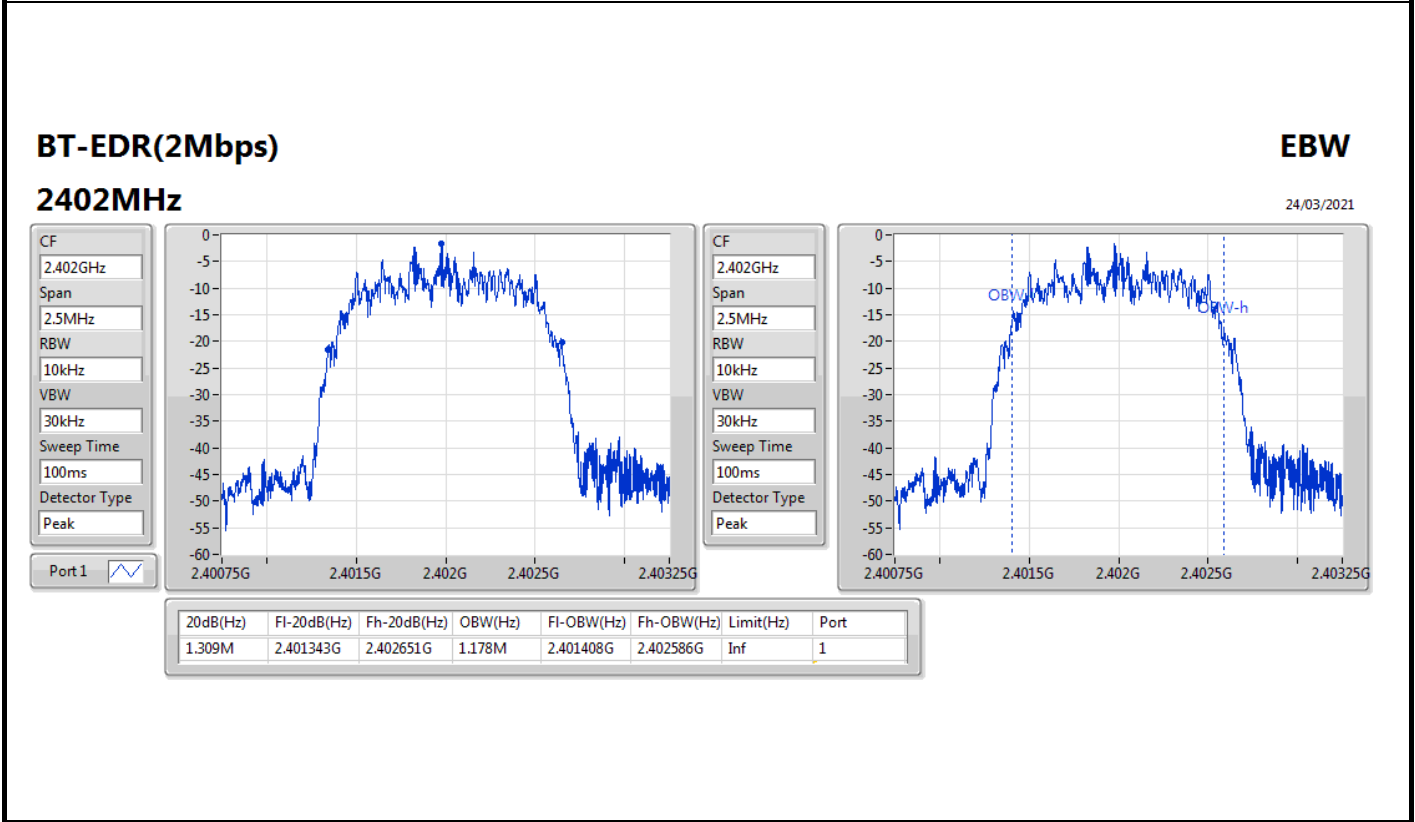 BT-EDR(2Mbps)
EBW
2402MHz
24/03/2021
CF
2.402GHz
Span
2.5MHz
RBW
10kHz
VBW
30kHz
Sweep Time
100ms
Detector Type
Peak
Port 1
0
-5
-10
-15
-20
-25
-30
-35
-40
-45
-50
-55
-60
2.40075G 2.4015G 2.402G 2.4025G 2.40325G
CF
2.402GHz
Span
2.5MHz
RBW
10kHz
VBW
30kHz
Sweep Time
100ms
Detector Type
Peak
0
-5
-10
-15
-20
-25
-30
-35
-40
-45
-50
-55
-60
OBW
OBW-h
2.40075G 2.4015G 2.402G 2.4025G 2.40325G
20dB(Hz) Fl-20dB(Hz) Fh-20dB(Hz) OBW(Hz) Fl-OBW(Hz) Fh-OBW(Hz) Limit(Hz) Port
1.309M 2.401343G 2.402651G 1.178M 2.401408G 2.402586G Inf 1